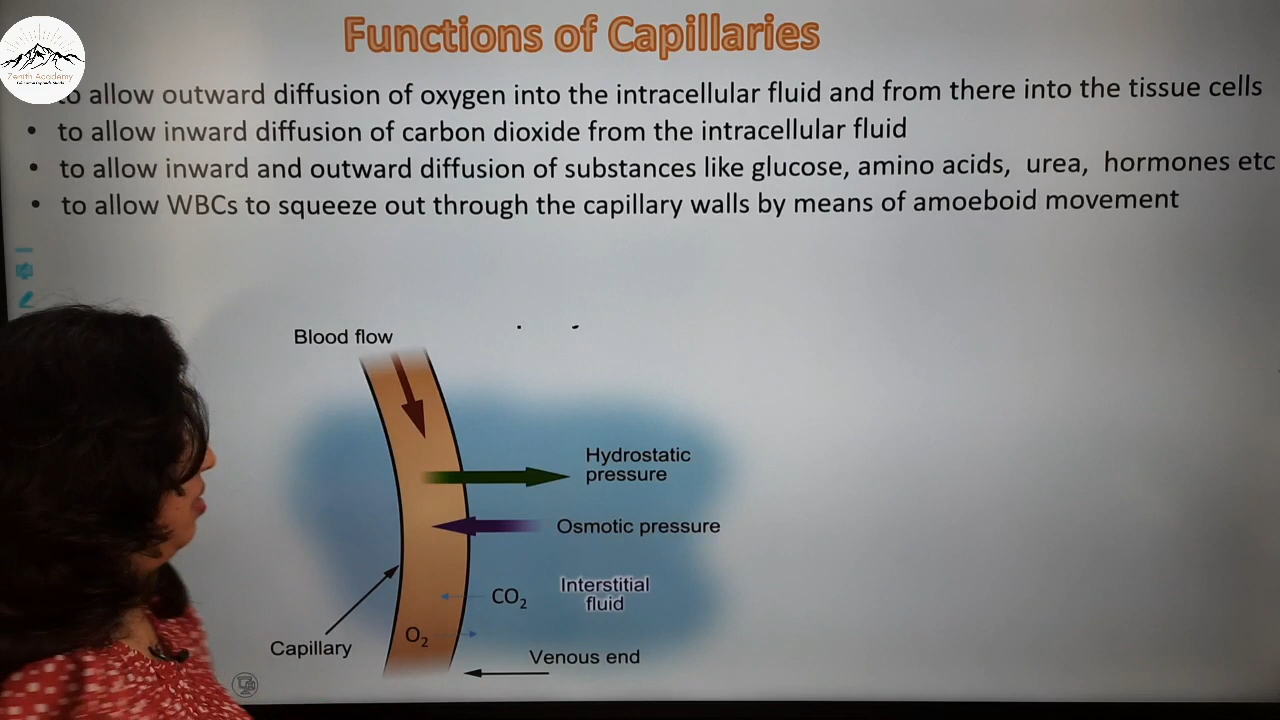 Functions of Capillaries
Zenith Academy
to allow outward diffusion of oxygen into the intracellular fluid and from there into the tissue cells
• to allow inward diffusion of carbon dioxide from the intracellular fluid
• to allow inward and outward diffusion of substances like glucose, amino acids, urea, hormones etc
• to allow WBCs to squeeze out through the capillary walls by means of amoeboid movement
Blood flow
Hydrostatic
pressure
Osmotic pressure
Interstitial
fluid
CO₂
O₂
Capillary
Venous end